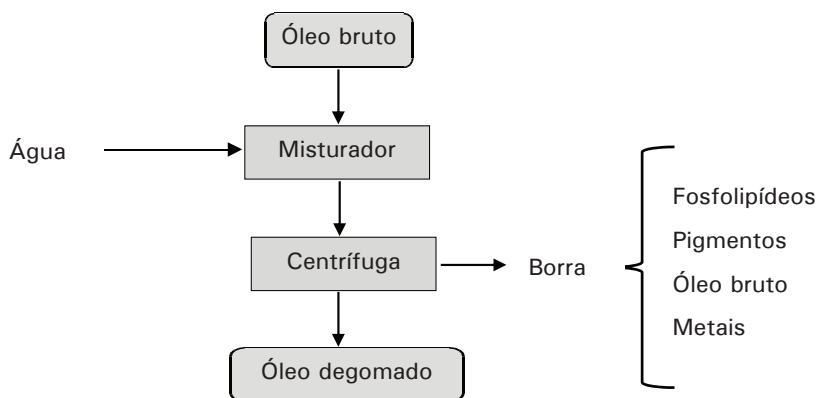 Óleo bruto
Água
Misturador
Centrífuga
Borra
Fosfolipídeos
Pigmentos
Óleo bruto
Metais
Óleo degomado